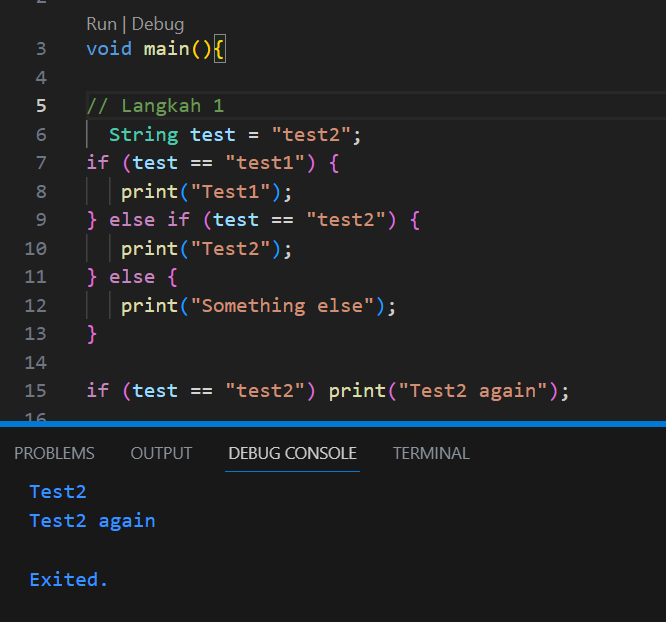 2
Run | Debug
3 void main(){
4
5 // Langkah 1
6 String test = "test2";
7 if (test == "test1") {
8 print("Test1");
9 } else if (test == "test2") {
10 print("Test2");
11 } else {
12 print("Something else");
13 }
14
15 if (test == "test2") print("Test2 again");
16
PROBLEMS OUTPUT DEBUG CONSOLE TERMINAL
Test2
Test2 again
Exited.